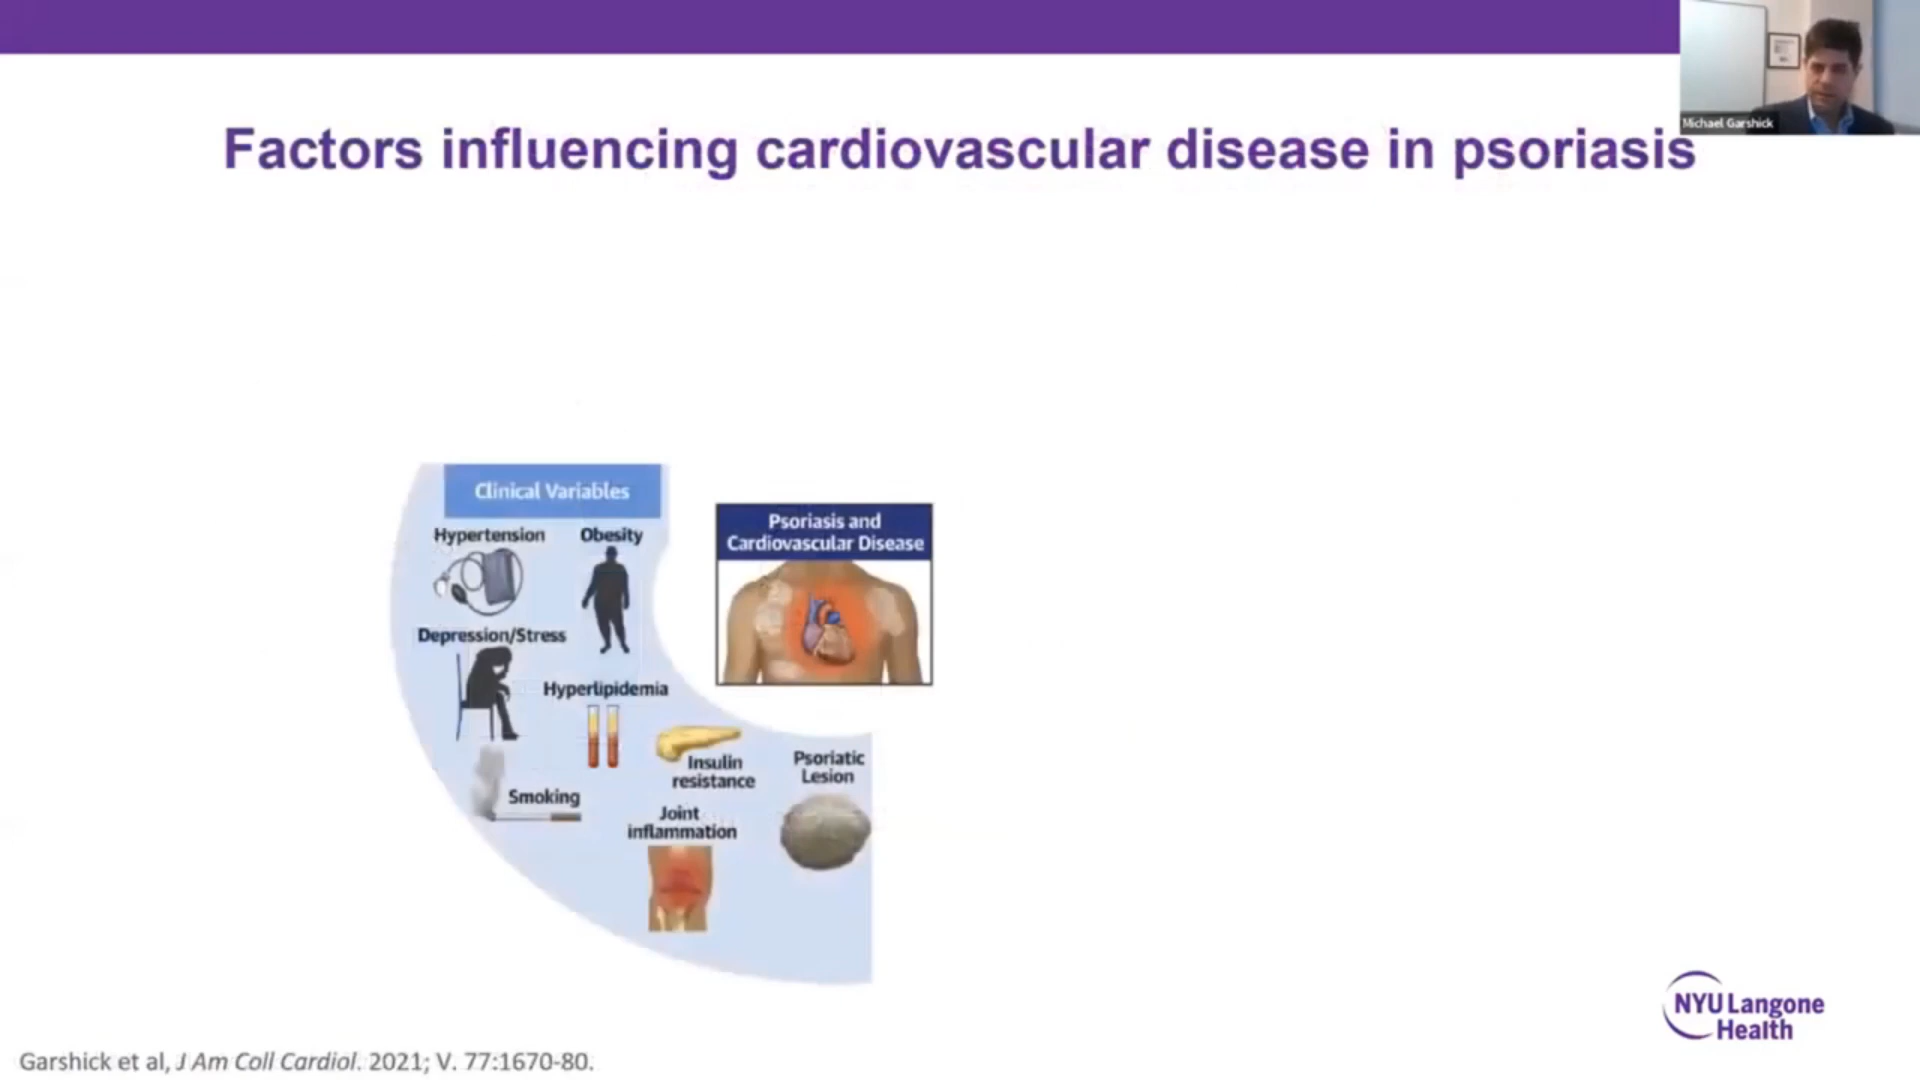 Michael Garshick
Factors influencing cardiovascular disease in psoriasis
Clinical Variables
Hypertension
Obesity
Depression/Stress
Hyperlipidemia
Smoking
Insulin
resistance
Joint
inflammation
Psoriatic
Lesion
Psoriasis and
Cardiovascular Disease
NYU Langone
Health
Garshick et al, J Am Coll Cardiol. 2021; V. 77:1670-80.